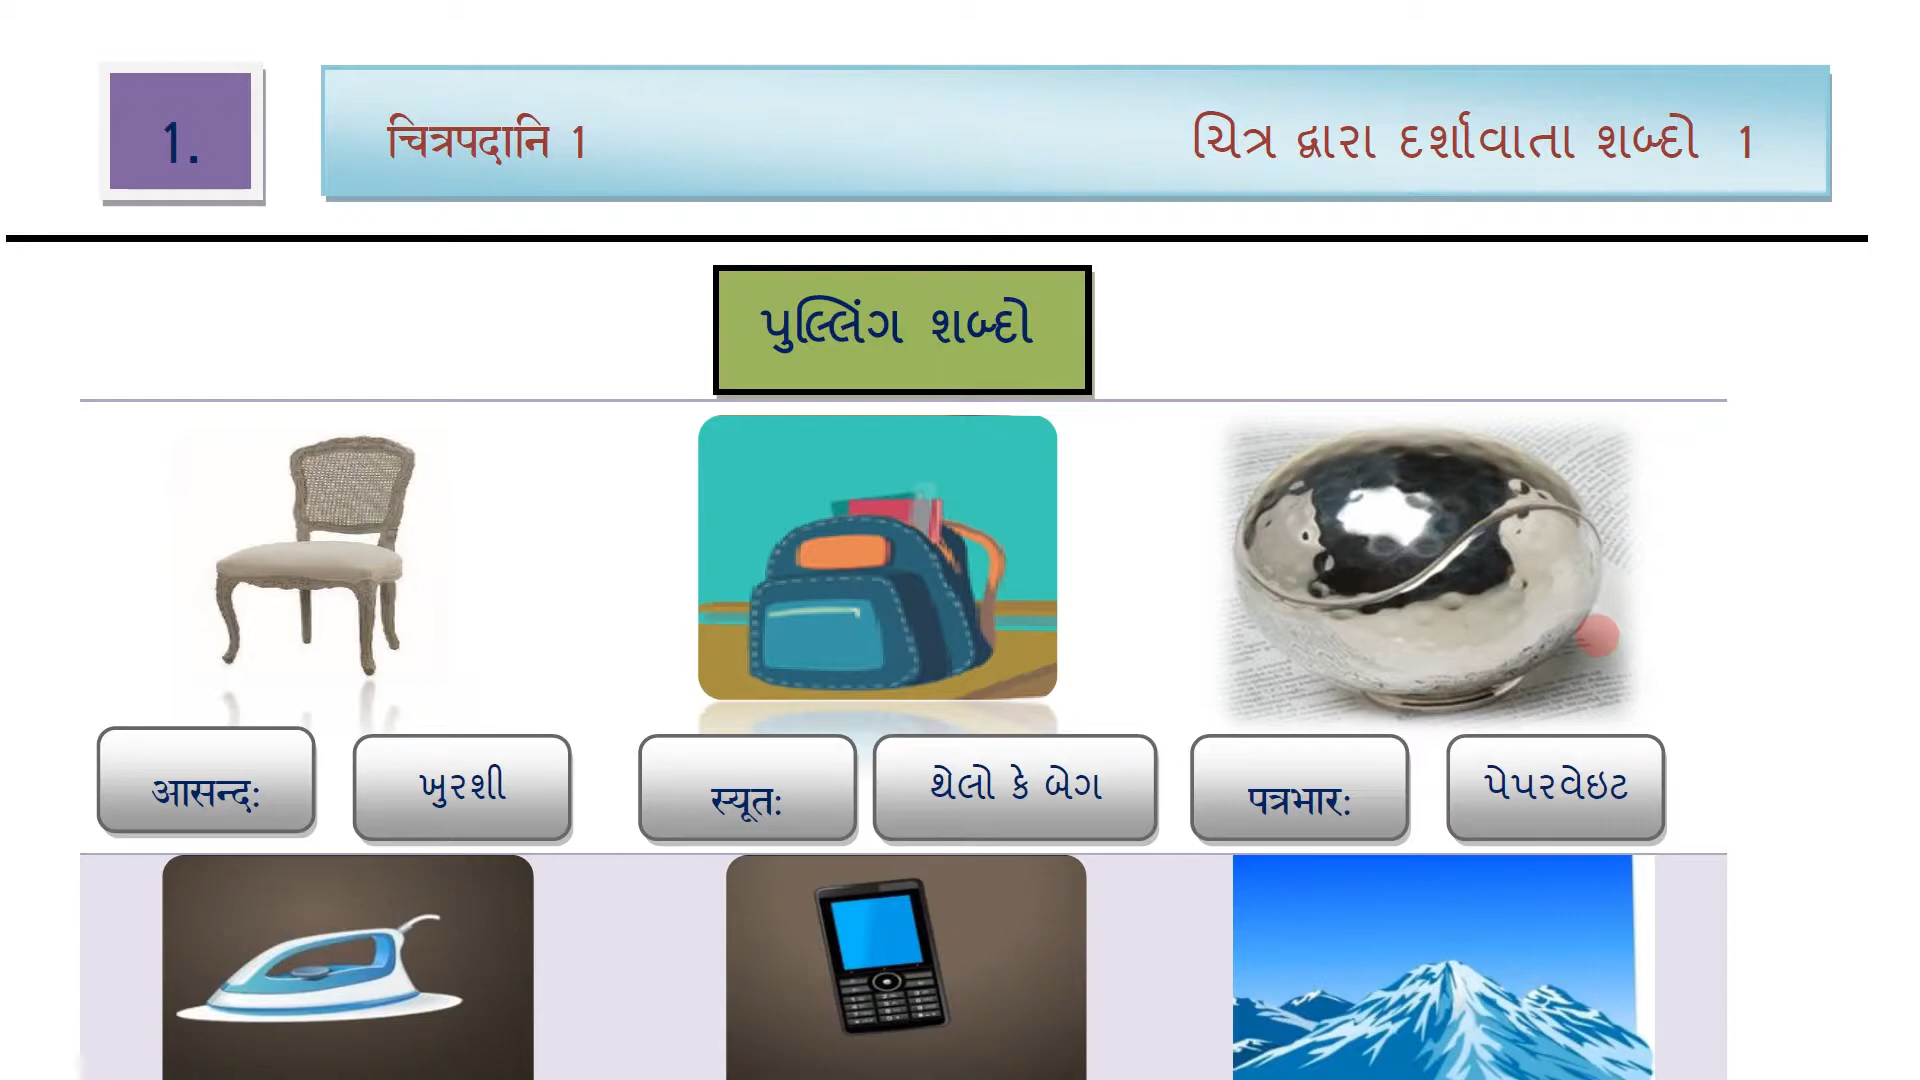 1.
चित्रपदानि 1
ચિત્ર દ્વારા દર્શાવાતા શબ્દો 1
પુલ્લિંગ શબ્દો
आसन्दः
ખુરશી
स्यूतः
થેલો કે બેગ
पत्रभारः
પેપરવેઇટ